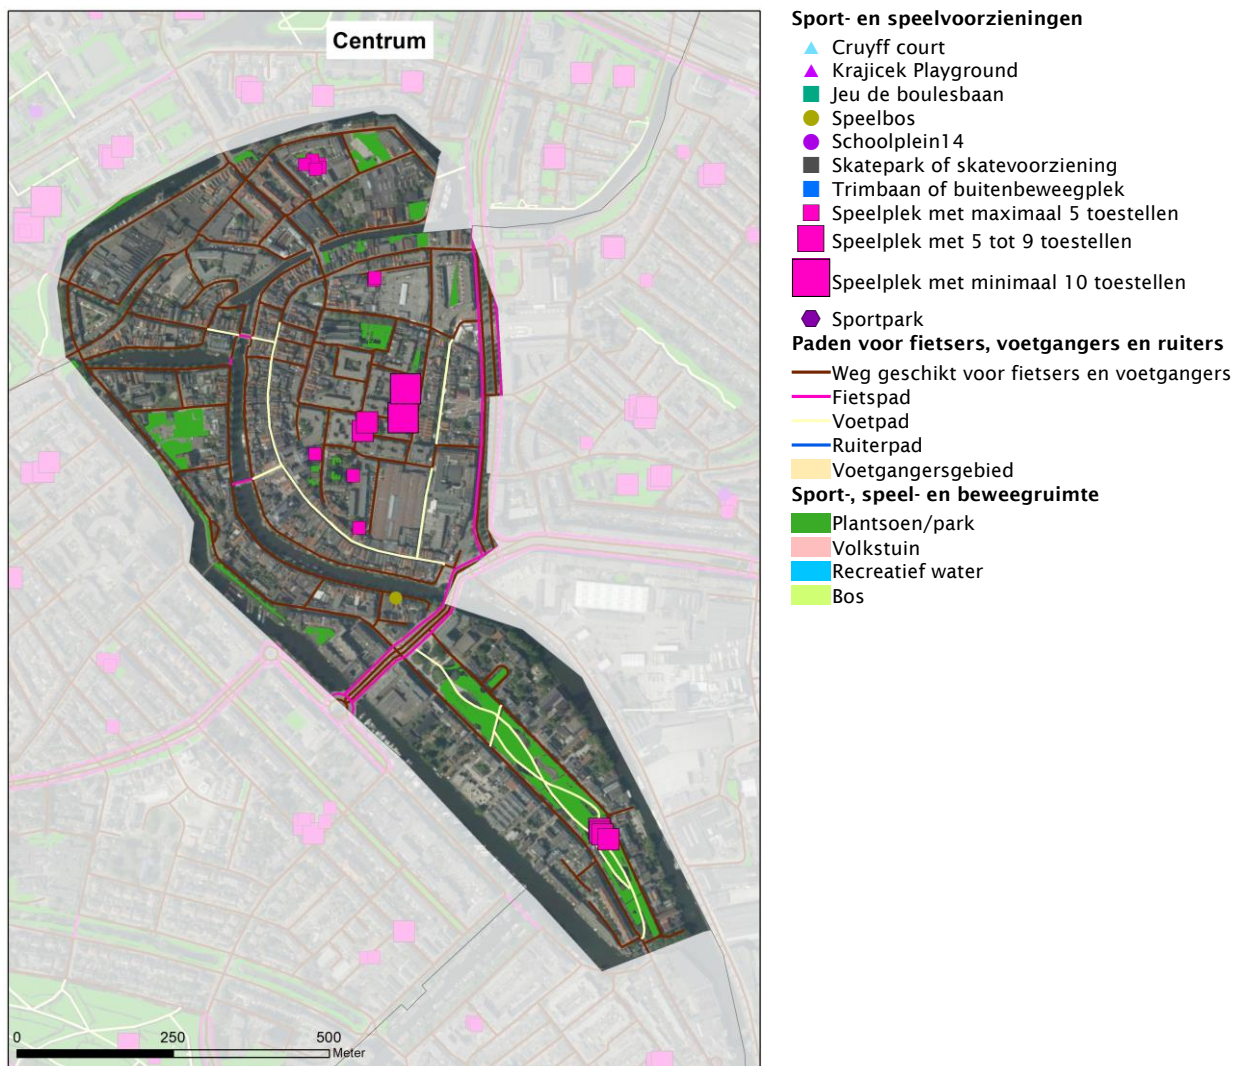 Centrum
0 250 500
Meter
Sport- en speelvoorzieningen
Cruyff court
Krajicek Playground
Jeu de boulesbaan
Speelbos
Schoolplein14
Skatepark of skatevoorziening
Trimbaan of buitenbeweegplek
Speelplek met maximaal 5 toestellen
Speelplek met 5 tot 9 toestellen
Speelplek met minimaal 10 toestellen
Sportpark
Paden voor fietsers, voetgangers en ruiters
Weg geschikt voor fietsers en voetgangers
Fietspad
Voetpad
Ruiterpad
Voetgangersgebied
Sport-, speel- en beweegruimte
Plantsoen/park
Volkstuin
Recreatief water
Bos